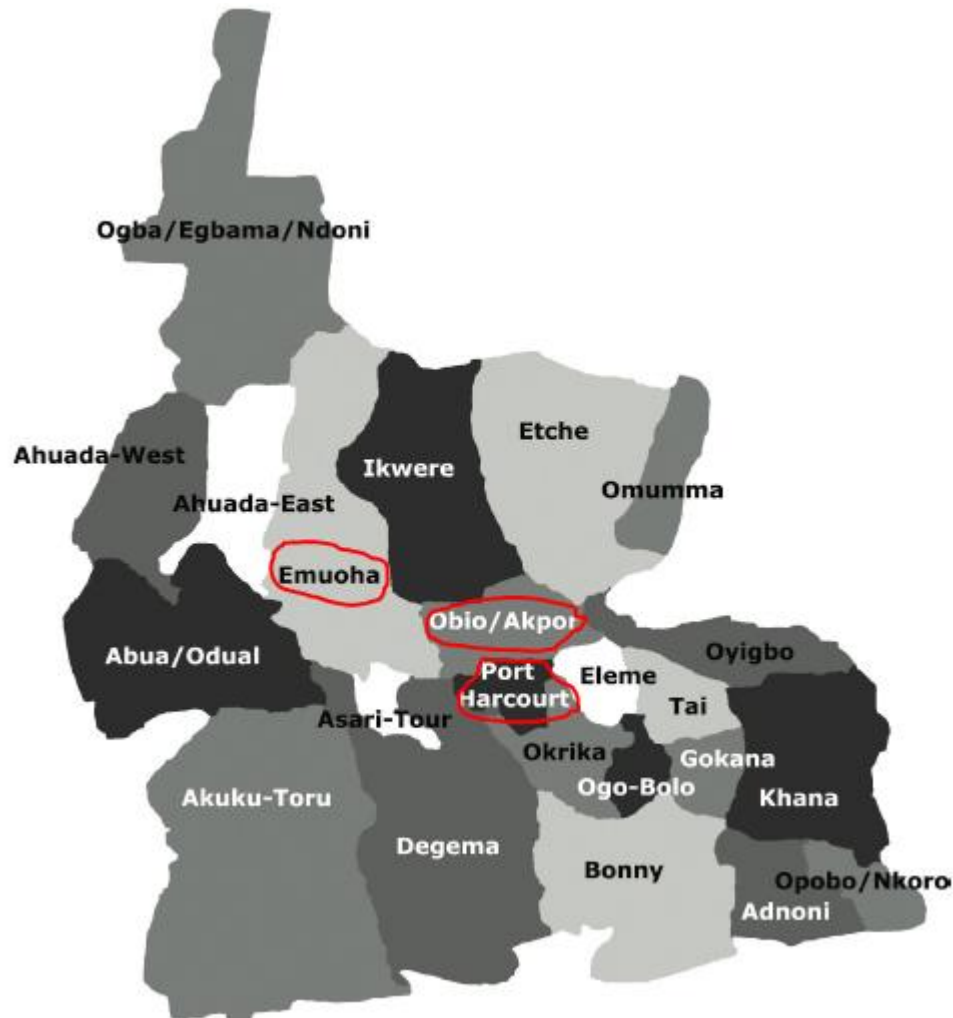 Ogba/Egbama/Ndoni
Etche
Ahuada-West
Ikwere
Omumma
Ahuada-East
Emuoha
Obio/Akpor
Abua/Odual
Oyigbo
Port
Harcourt
Eleme
Tai
Asari-Tour
Okrika
Gokana
Ogo-Bolo
Akuku-Toru
Khana
Degema
Bonny
Opobo/Nkoro
Adnoni